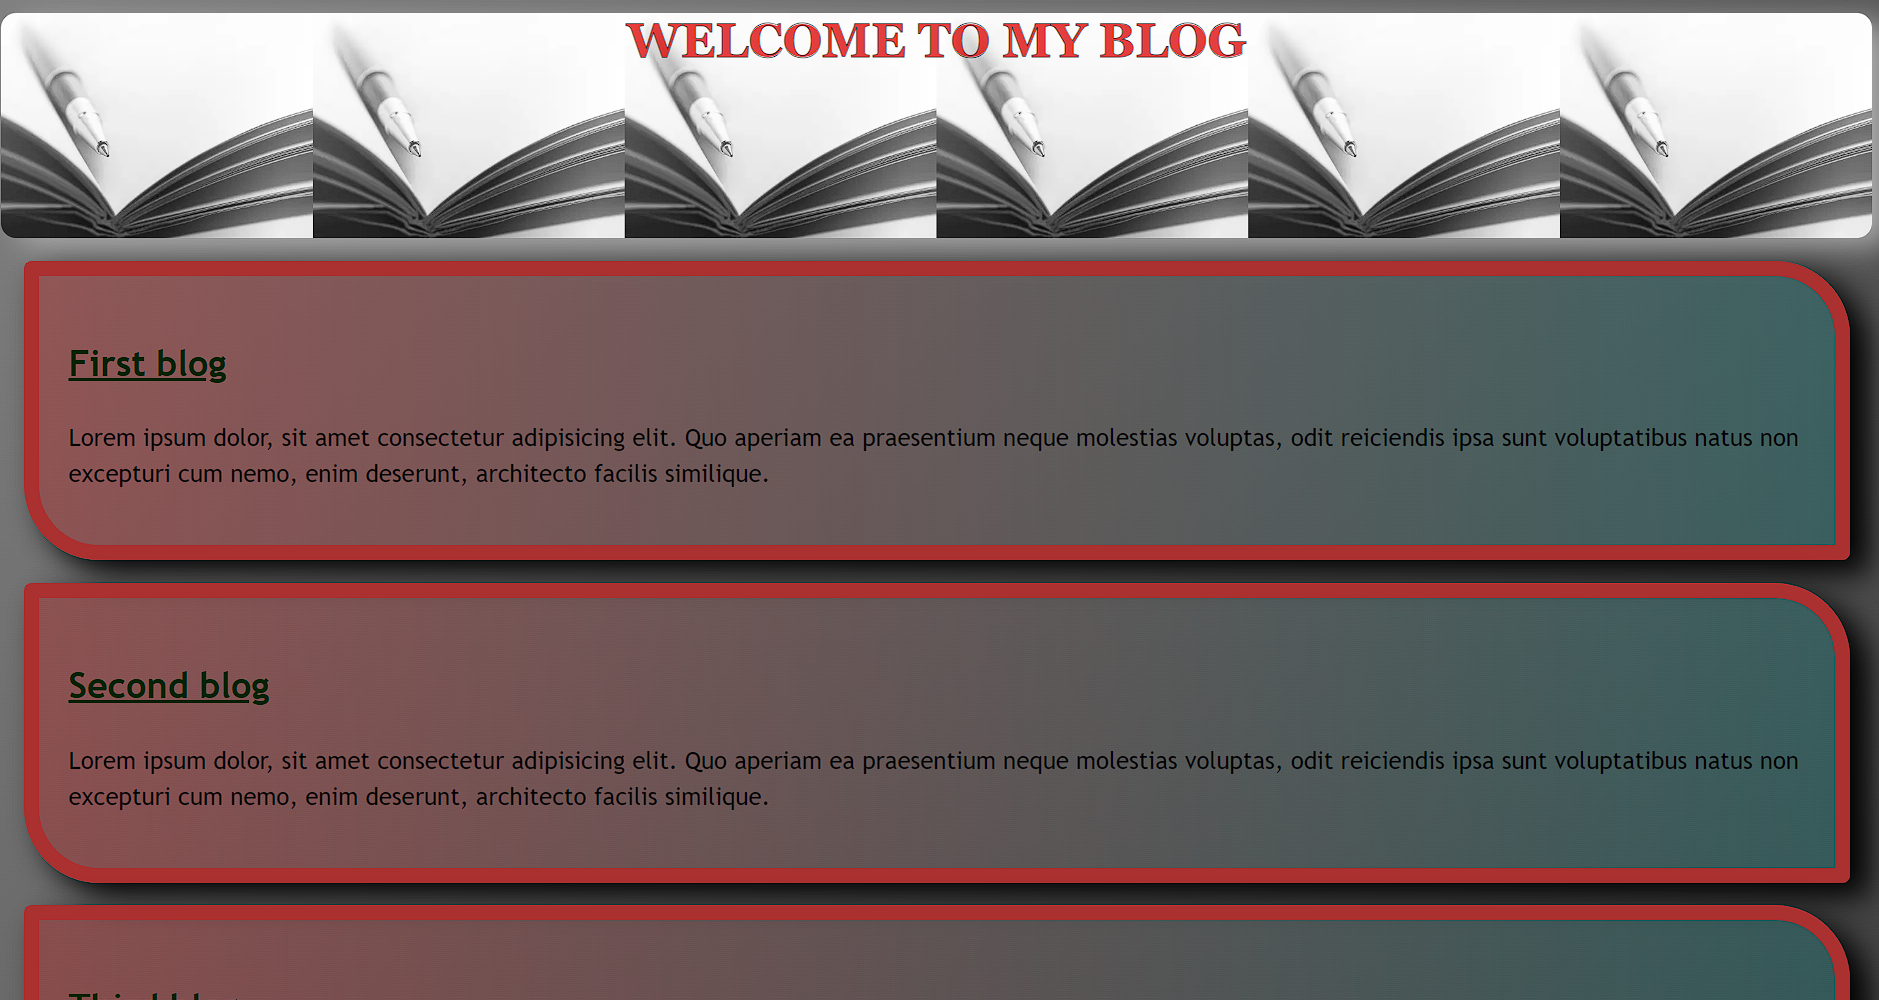 WELCOME TO MY BLOG
First blog
Lorem ipsum dolor, sit amet consectetur adipisicing elit. Quo aperiam ea praesentium neque molestias voluptas, odit reiciendis ipsa sunt voluptatibus natus non
excepturi cum nemo, enim deserunt, architecto facilis similique.
Second blog
Lorem ipsum dolor, sit amet consectetur adipisicing elit. Quo aperiam ea praesentium neque molestias voluptas, odit reiciendis ipsa sunt voluptatibus natus non
excepturi cum nemo, enim deserunt, architecto facilis similique.